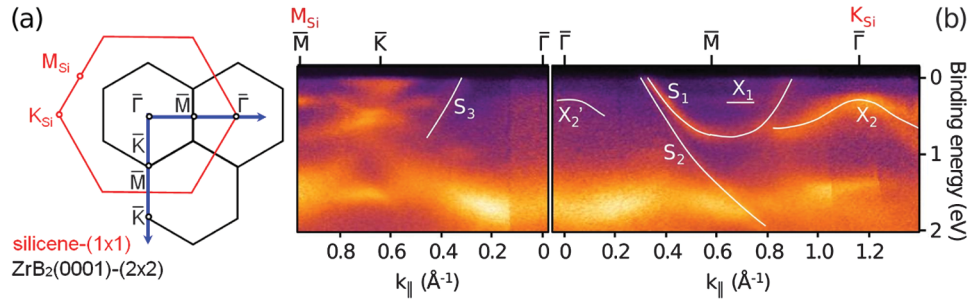 (a)
M_Si
K_Si
Γ̄
M̄
Γ̄
K̄
M̄
K̄
silicene-(1x1)
ZrB₂(0001)-(2x2)
M_Si
M̄
K̄
Γ̄
S₃
0.8
0.6
0.4
0.2
0
k∥ (Å⁻¹)
(b)
K_Si
Γ̄
M̄
Γ̄
S₁
X₁
X₂'
X₂
S₂
0
1
2
Binding energy (eV)
0
0.2
0.4
0.6
0.8
1.0
1.2
k∥ (Å⁻¹)